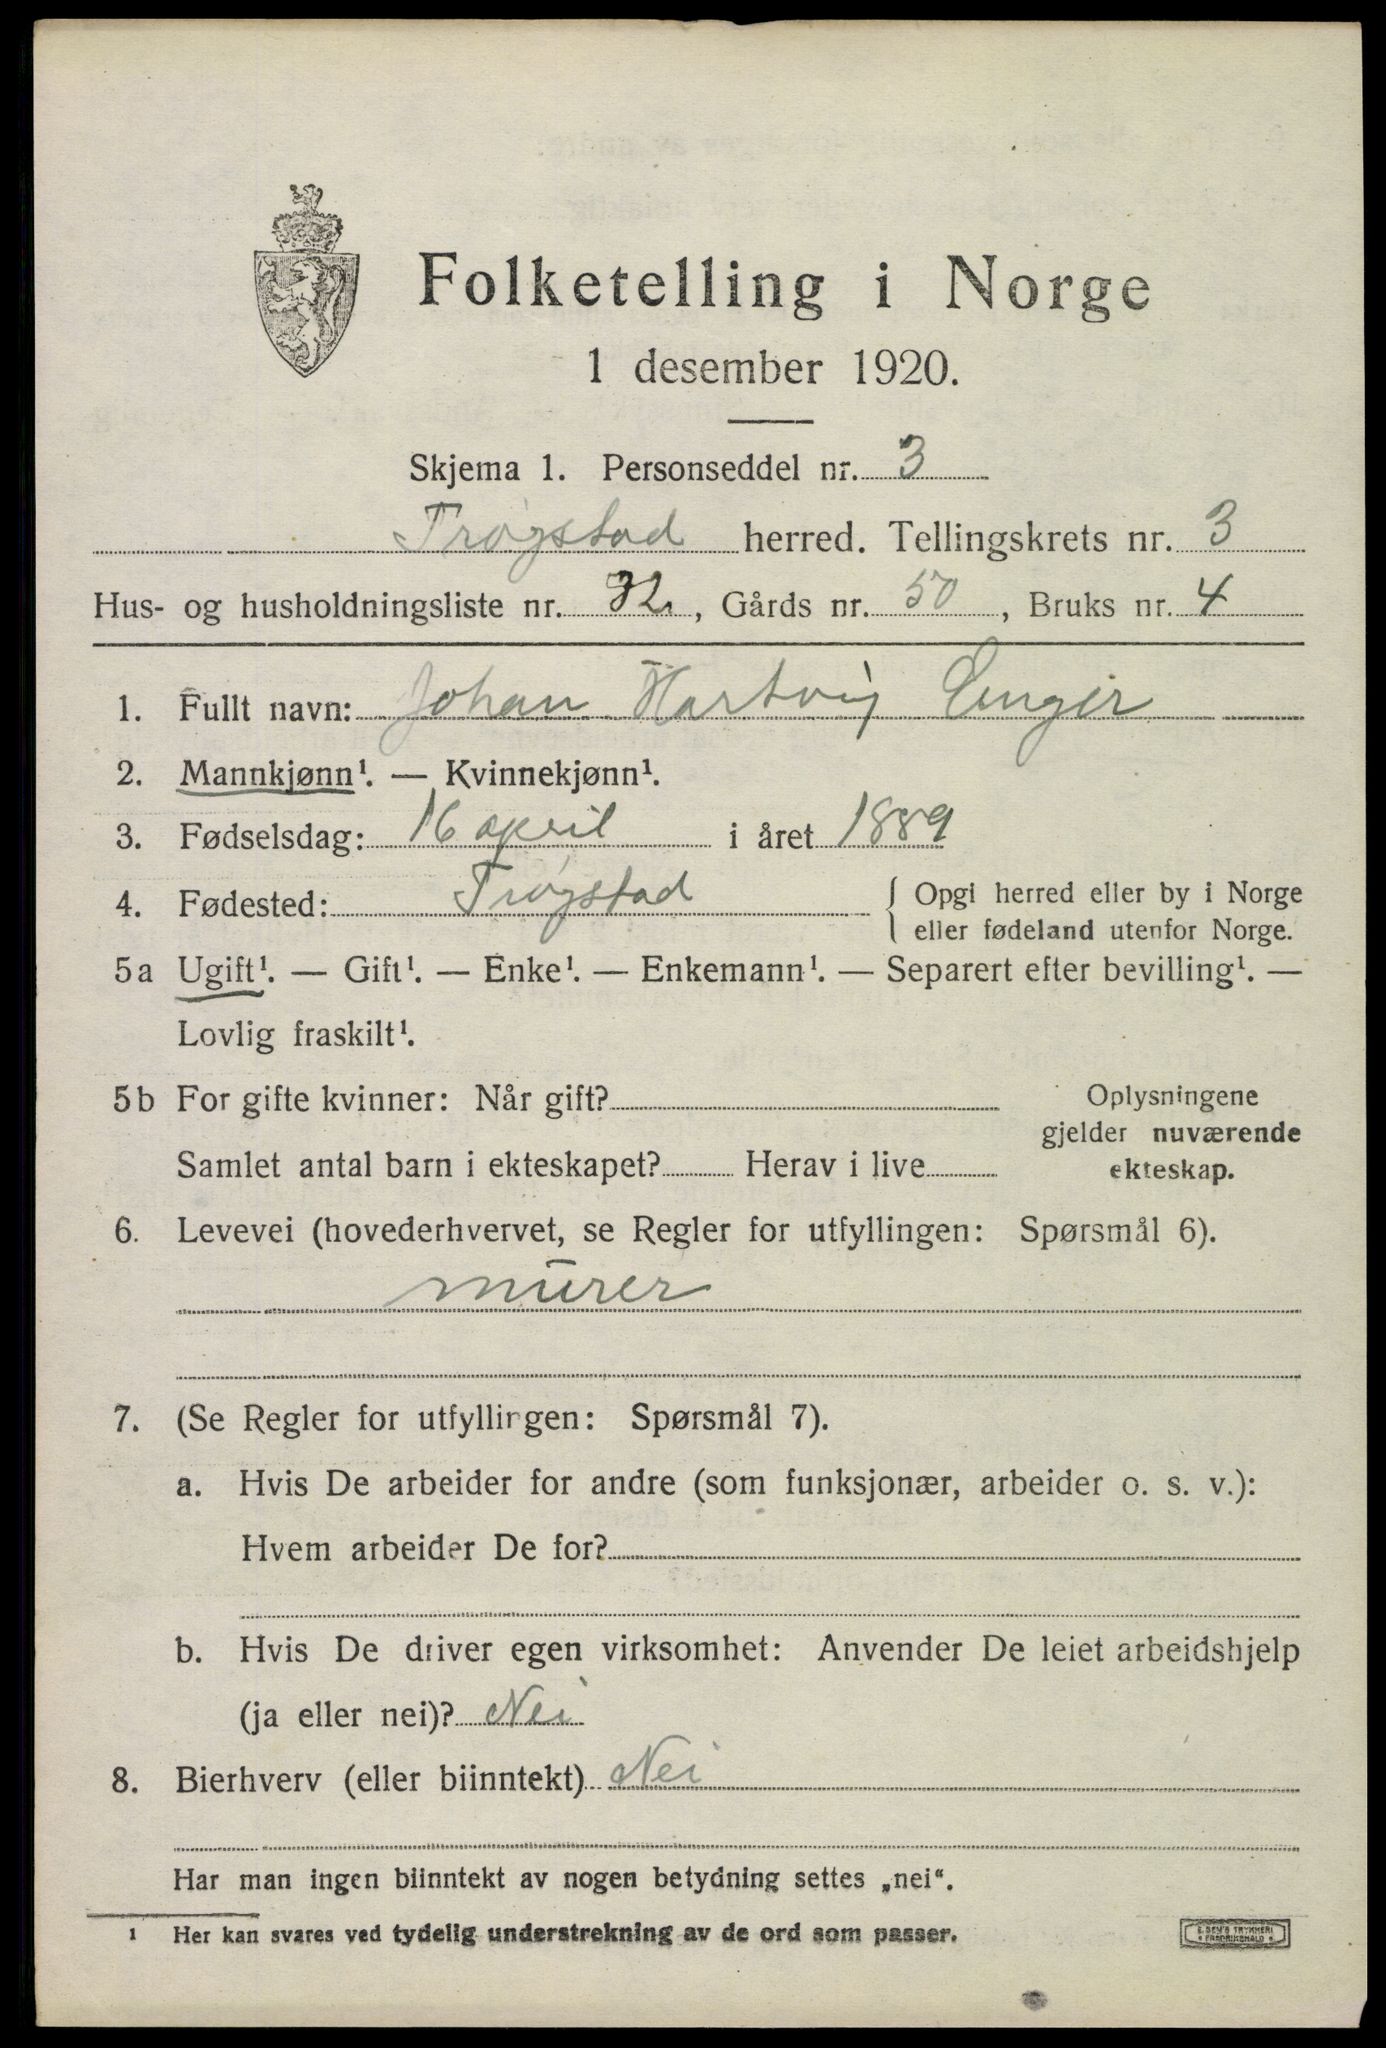 Folketelling i Norge
1 desember 1920.
Skjema 1. Personseddel nr. 3
Trøgstad herred. Tellingskrets nr. 3
Hus- og husholdningsliste nr. 32, Gårds nr. 50, Bruks nr. 4
1. Fullt navn: Johan Hartvig Enger
2. Mannkjønn¹. — Kvinnekjønn¹.
3. Fødselsdag: 16 april i året 1889
4. Fødested: Trøgstad { Opgi herred eller by i Norge
eller fødeland utenfor Norge.
5a Ugift¹. — Gift¹. — Enke¹. — Enkemann¹. — Separert efter bevilling¹. —
Lovlig fraskilt¹.
5b For gifte kvinner: Når gift?
Samlet antal barn i ekteskapet? Herav i live
Oplysningene
gjelder nuværende
ekteskap.
6. Levevei (hovederhvervet, se Regler for utfyllingen: Spørsmål 6).
murer
7. (Se Regler for utfyllingen: Spørsmål 7).
a. Hvis De arbeider for andre (som funksjonær, arbeider o. s. v.):
Hvem arbeider De for?
b. Hvis De driver egen virksomhet: Anvender De leiet arbeidshjelp
(ja eller nei)? Nei
8. Bierhverv (eller biinntekt) Nei
Har man ingen biinntekt av nogen betydning settes „nei“.
¹ Her kan svares ved tydelig understrekning av de ord som passer.
E. SEM'S TRYKKERI
FREDRIKSHALD